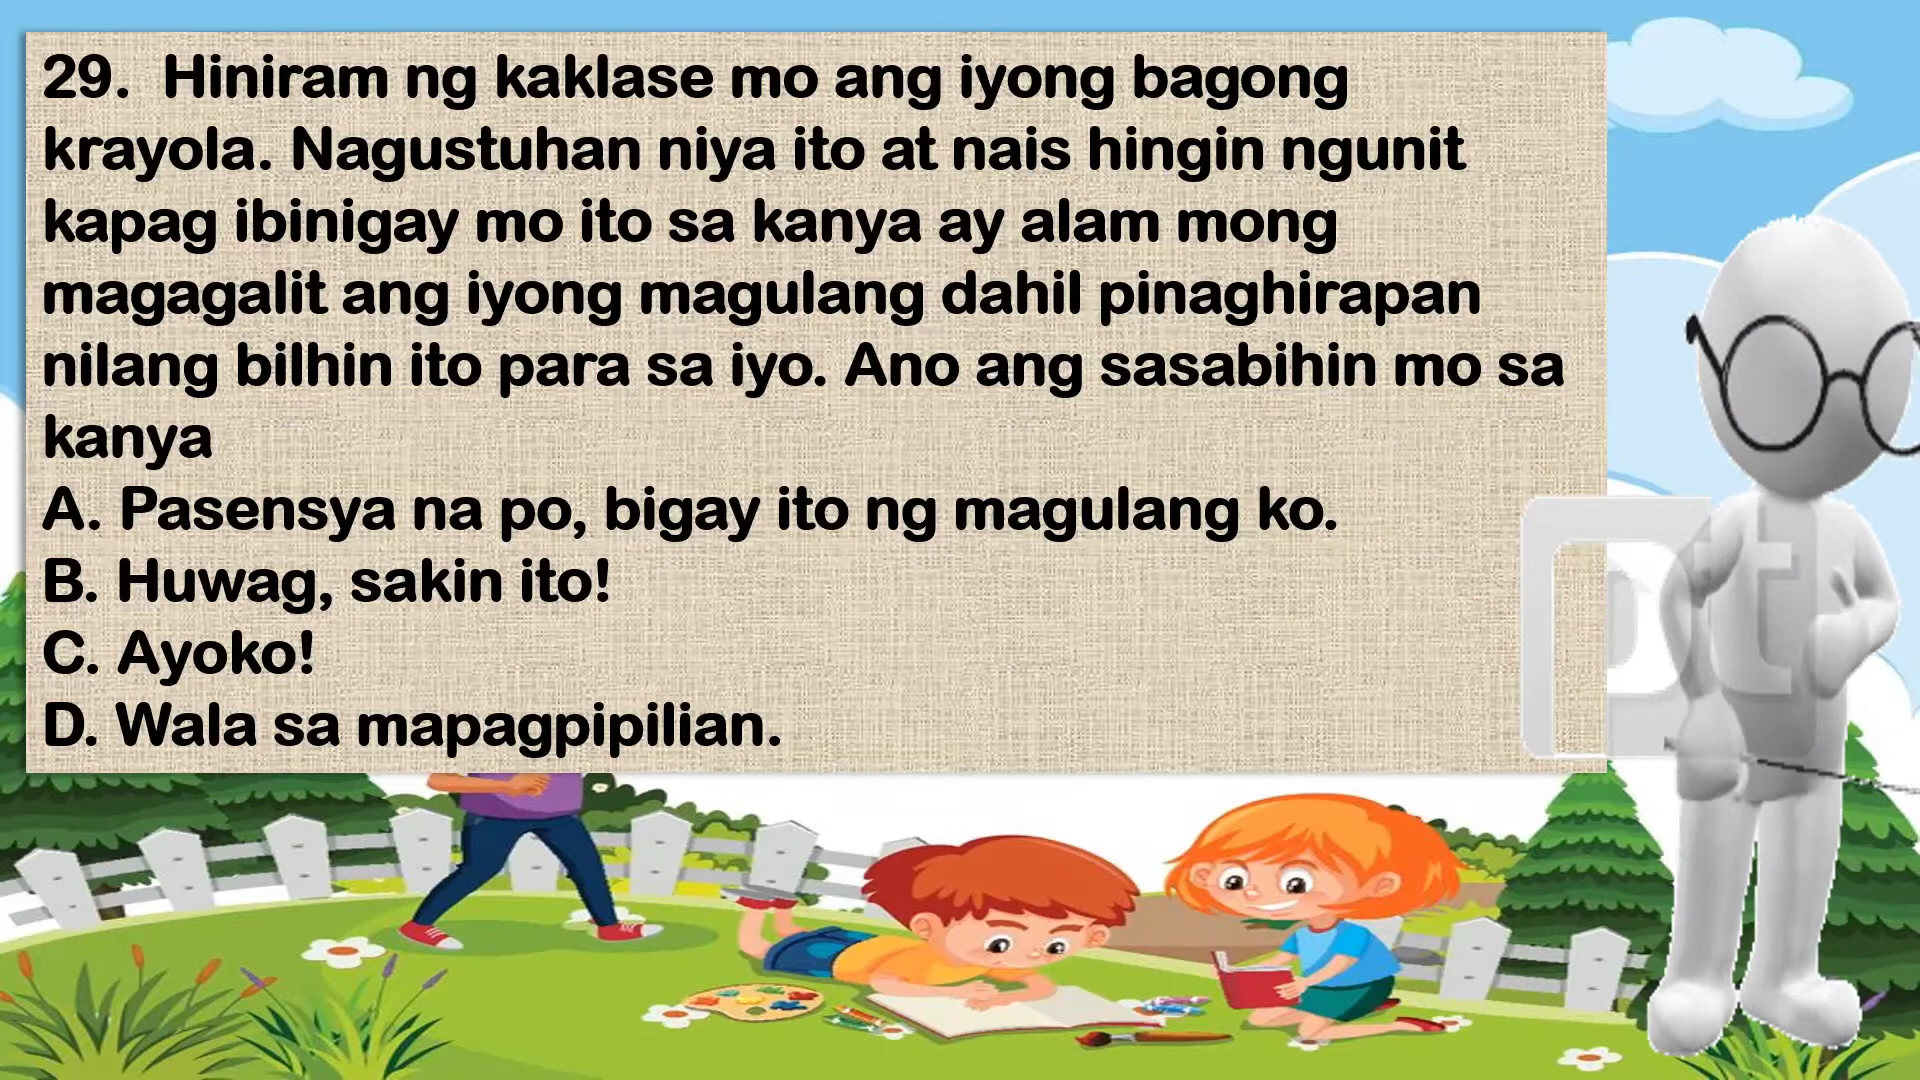 29. Hiniram ng kaklase mo ang iyong bagong
krayola. Nagustuhan niya ito at nais hingin ngunit
kapag ibinigay mo ito sa kanya ay alam mong
magagalit ang iyong magulang dahil pinaghirapan
nilang bilhin ito para sa iyo. Ano ang sasabihin mo sa
kanya
A. Pasensya na po, bigay ito ng magulang ko.
B. Huwag, sakin ito!
C. Ayoko!
D. Wala sa mapagpipilian.